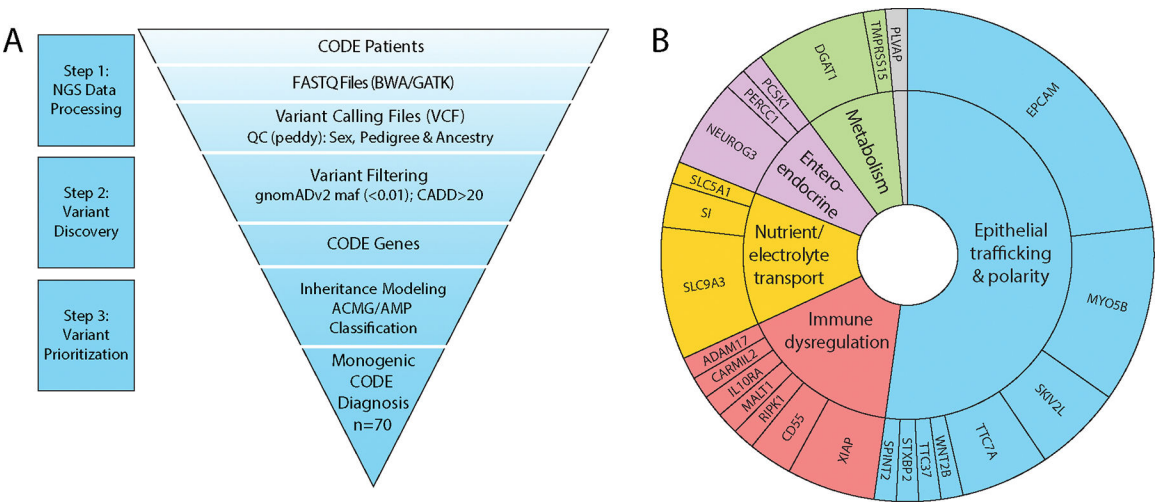 A
Step 1:
NGS Data
Processing
Step 2:
Variant
Discovery
Step 3:
Variant
Prioritization
CODE Patients
FASTQ Files (BWA/GATK)
Variant Calling Files (VCF)
QC (peddy): Sex, Pedigree & Ancestry
Variant Filtering
gnomADv2 maf (<0.01); CADD>20
CODE Genes
Inheritance Modeling
ACMG/AMP
Classification
Monogenic
CODE
Diagnosis
n=70
B
EPCAM
MYO5B
SKIV2L
TTC7A
WNT2B
TTC37
STXBP2
SPINT2
XIAP
CD55
RIPK1
MALT1
IL10RA
CARMIL2
ADAM17
SLC9A3
SI
SLC5A1
NEUROG3
PERCC1
PCSK1
DGAT1
TMPRSS15
PLVAP
Epithelial
trafficking
& polarity
Immune
dysregulation
Nutrient/
electrolyte
transport
Entero-
endocrine
Metabolism